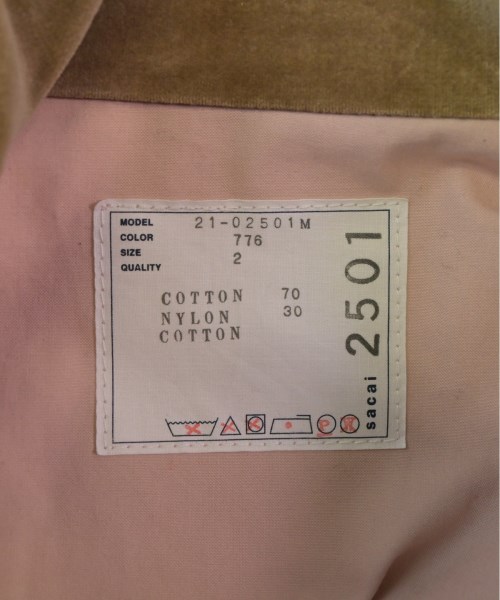 MODEL 21-02501M
COLOR 776
SIZE 2
QUALITY
COTTON 70
NYLON 30
COTTON
sacai 2501
P